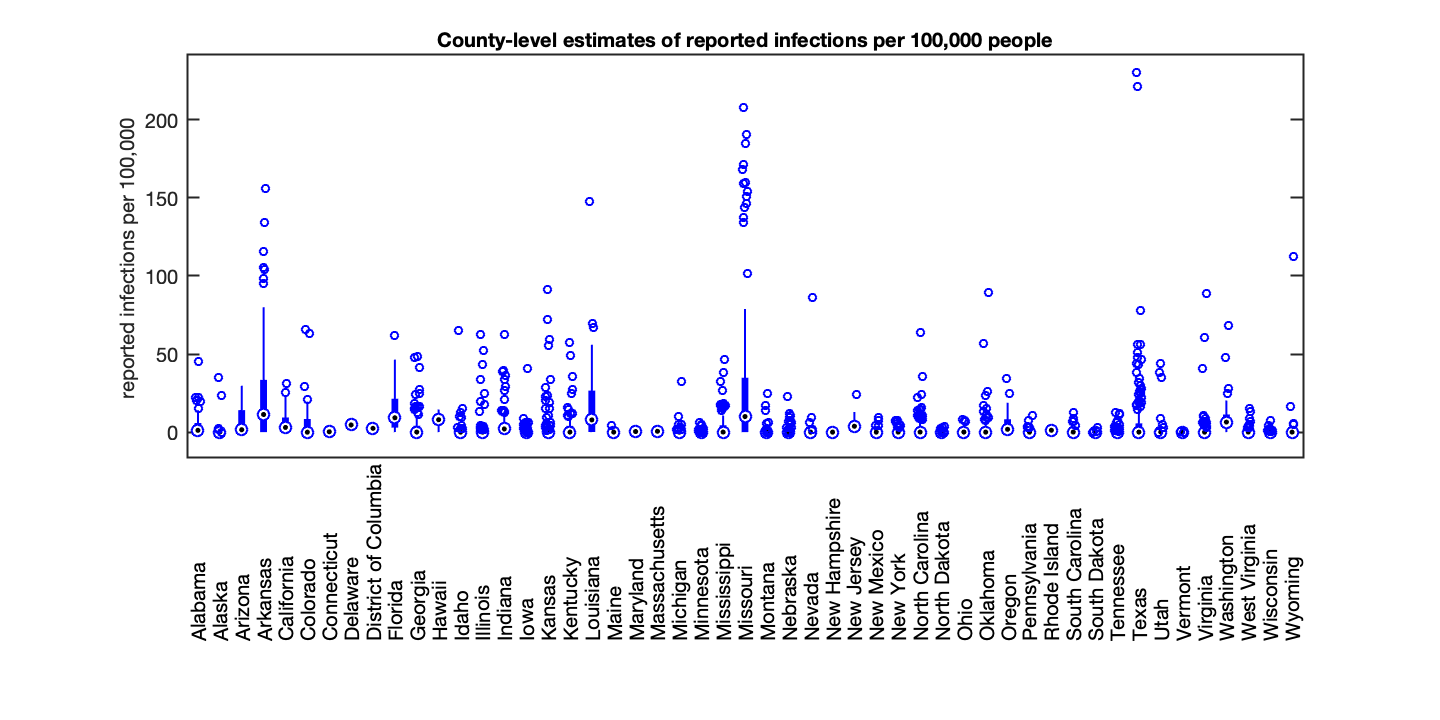 County-level estimates of reported infections per 100,000 people
reported infections per 100,000
200
150
100
50
0
Alabama
Alaska
Arizona
Arkansas
California
Colorado
Connecticut
Delaware
District of Columbia
Florida
Georgia
Hawaii
Idaho
Illinois
Indiana
Iowa
Kansas
Kentucky
Louisiana
Maine
Maryland
Massachusetts
Michigan
Minnesota
Mississippi
Missouri
Montana
Nebraska
Nevada
New Hampshire
New Jersey
New Mexico
New York
North Carolina
North Dakota
Ohio
Oklahoma
Oregon
Pennsylvania
Rhode Island
South Carolina
South Dakota
Tennessee
Texas
Utah
Vermont
Virginia
Washington
West Virginia
Wisconsin
Wyoming